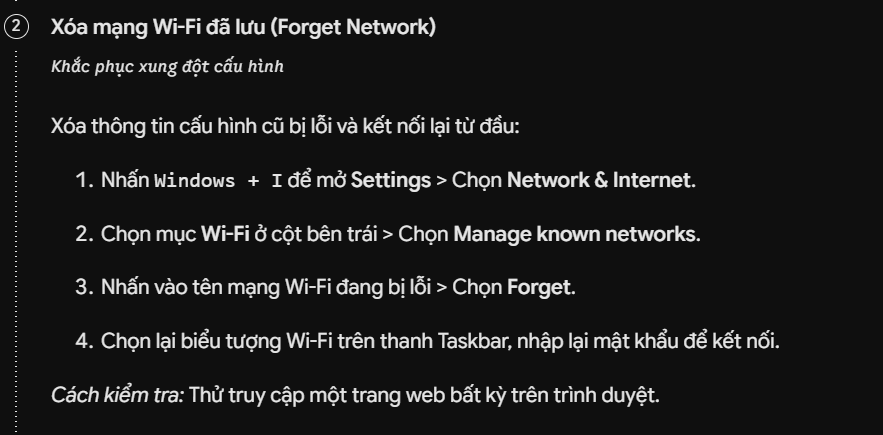 2 Xóa mạng Wi-Fi đã lưu (Forget Network)
Khắc phục xung đột cấu hình
Xóa thông tin cấu hình cũ bị lỗi và kết nối lại từ đầu:
1. Nhấn Windows + I để mở Settings > Chọn Network & Internet.
2. Chọn mục Wi-Fi ở cột bên trái > Chọn Manage known networks.
3. Nhấn vào tên mạng Wi-Fi đang bị lỗi > Chọn Forget.
4. Chọn lại biểu tượng Wi-Fi trên thanh Taskbar, nhập lại mật khẩu để kết nối.
Cách kiểm tra: Thử truy cập một trang web bất kỳ trên trình duyệt.